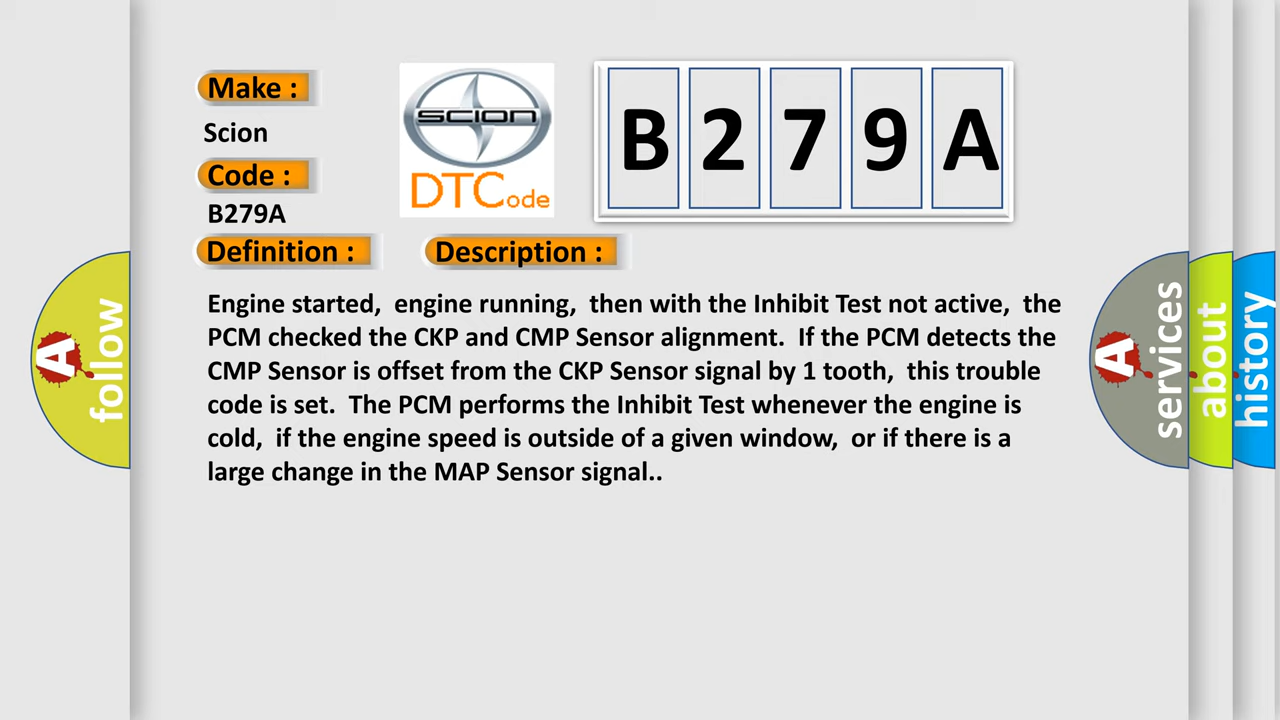 Make :
Scion
Code :
B279A
Definition :
Description :
SCION
DTCode
B279A
Engine started,  engine running,  then with the Inhibit Test not active,  the
PCM checked the CKP and CMP Sensor alignment.  If the PCM detects the
CMP Sensor is offset from the CKP Sensor signal by 1 tooth,  this trouble
code is set.  The PCM performs the Inhibit Test whenever the engine is
cold,  if the engine speed is outside of a given window,  or if there is a
large change in the MAP Sensor signal..
A follow
A services
about
history